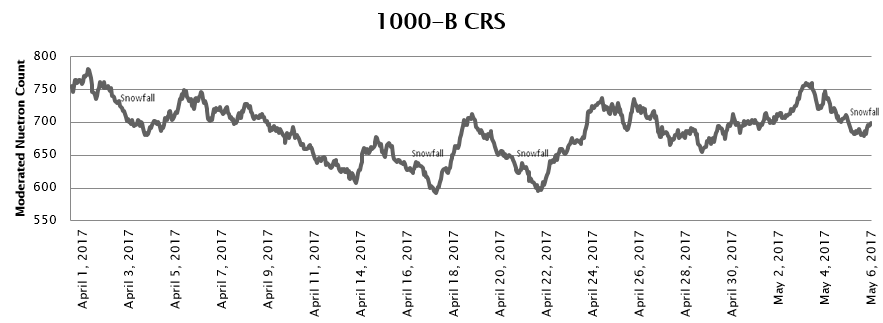 1000-B CRS
Moderated Nuetron Count
800
750
700
650
600
550
Snowfall
Snowfall
Snowfall
Snowfall
April 1, 2017
April 3, 2017
April 5, 2017
April 7, 2017
April 9, 2017
April 11, 2017
April 14, 2017
April 16, 2017
April 18, 2017
April 20, 2017
April 22, 2017
April 24, 2017
April 26, 2017
April 28, 2017
April 30, 2017
May 2, 2017
May 4, 2017
May 6, 2017